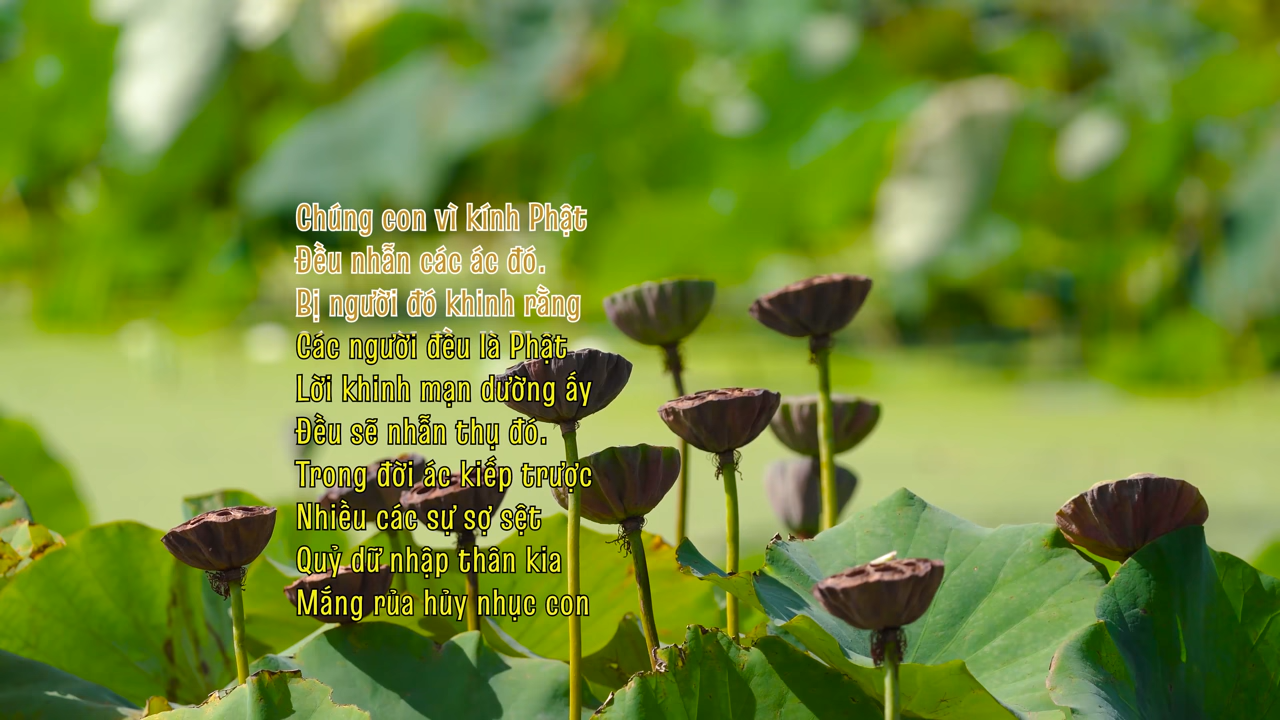 Chúng con vì kính Phật
Đều nhẫn các ác đó.
Bị người đó khinh rằng
Các người đều là Phật
Lời khinh mạn dường ấy
Đều sẽ nhẫn thụ đó.
Trong đời ác kiếp trược
Nhiều các sự sợ sệt
Quỷ dữ nhập thân kia
Mắng rủa hủy nhục con